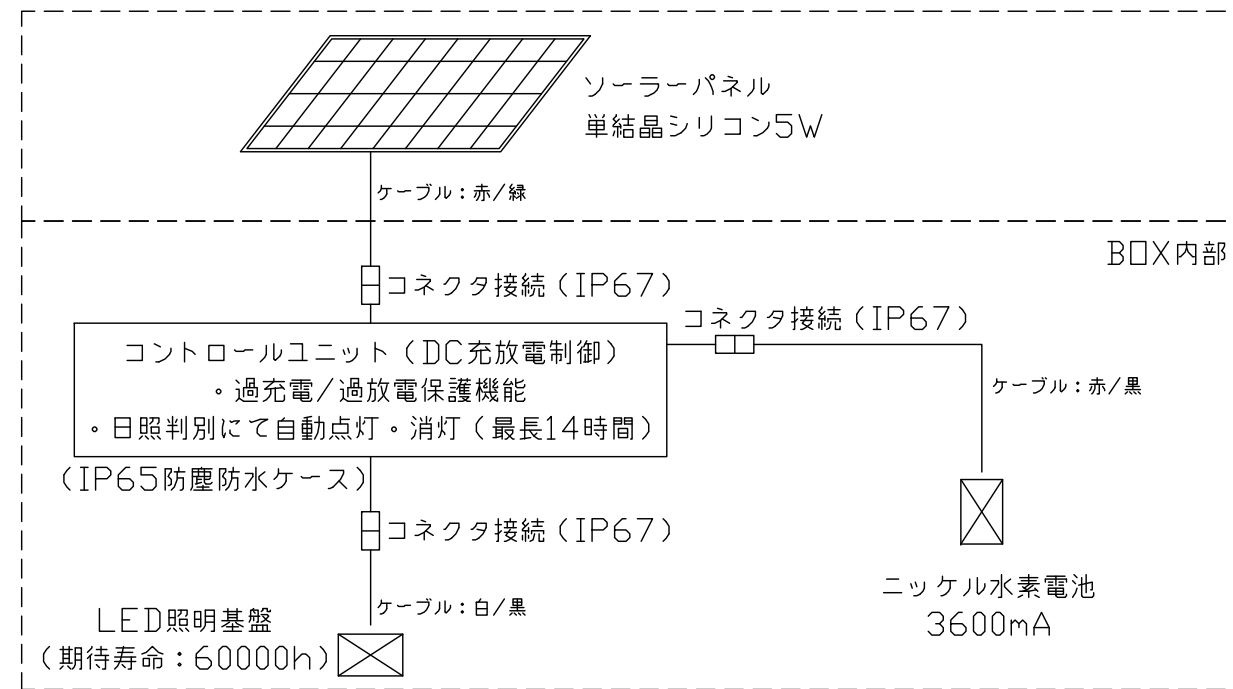 ソーラーパネル
単結晶シリコン5W
ケーブル：赤/緑
BOX内部
コネクタ接続（IP67）
コネクタ接続（IP67）
コントロールユニット（DC充放電制御）
・過充電/過放電保護機能
・日照判別にて自動点灯・消灯（最長14時間）
ケーブル：赤/黒
（IP65防塵防水ケース）
コネクタ接続（IP67）
ニッケル水素電池
3600mA
ケーブル：白/黒
LED照明基盤
（期待寿命：60000h）